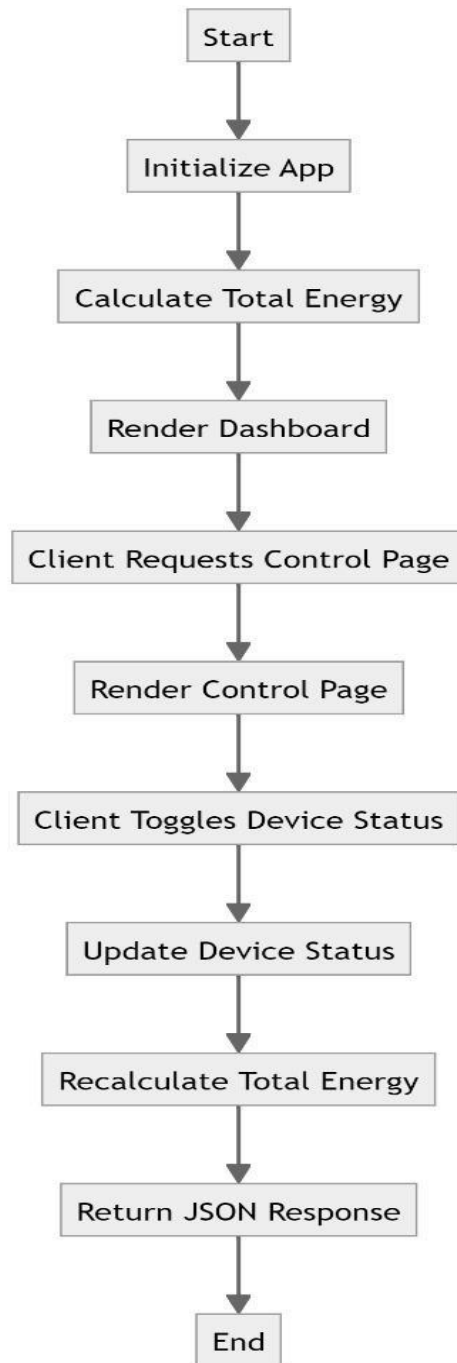 Start
Initialize App
Calculate Total Energy
Render Dashboard
Client Requests Control Page
Render Control Page
Client Toggles Device Status
Update Device Status
Recalculate Total Energy
Return JSON Response
End